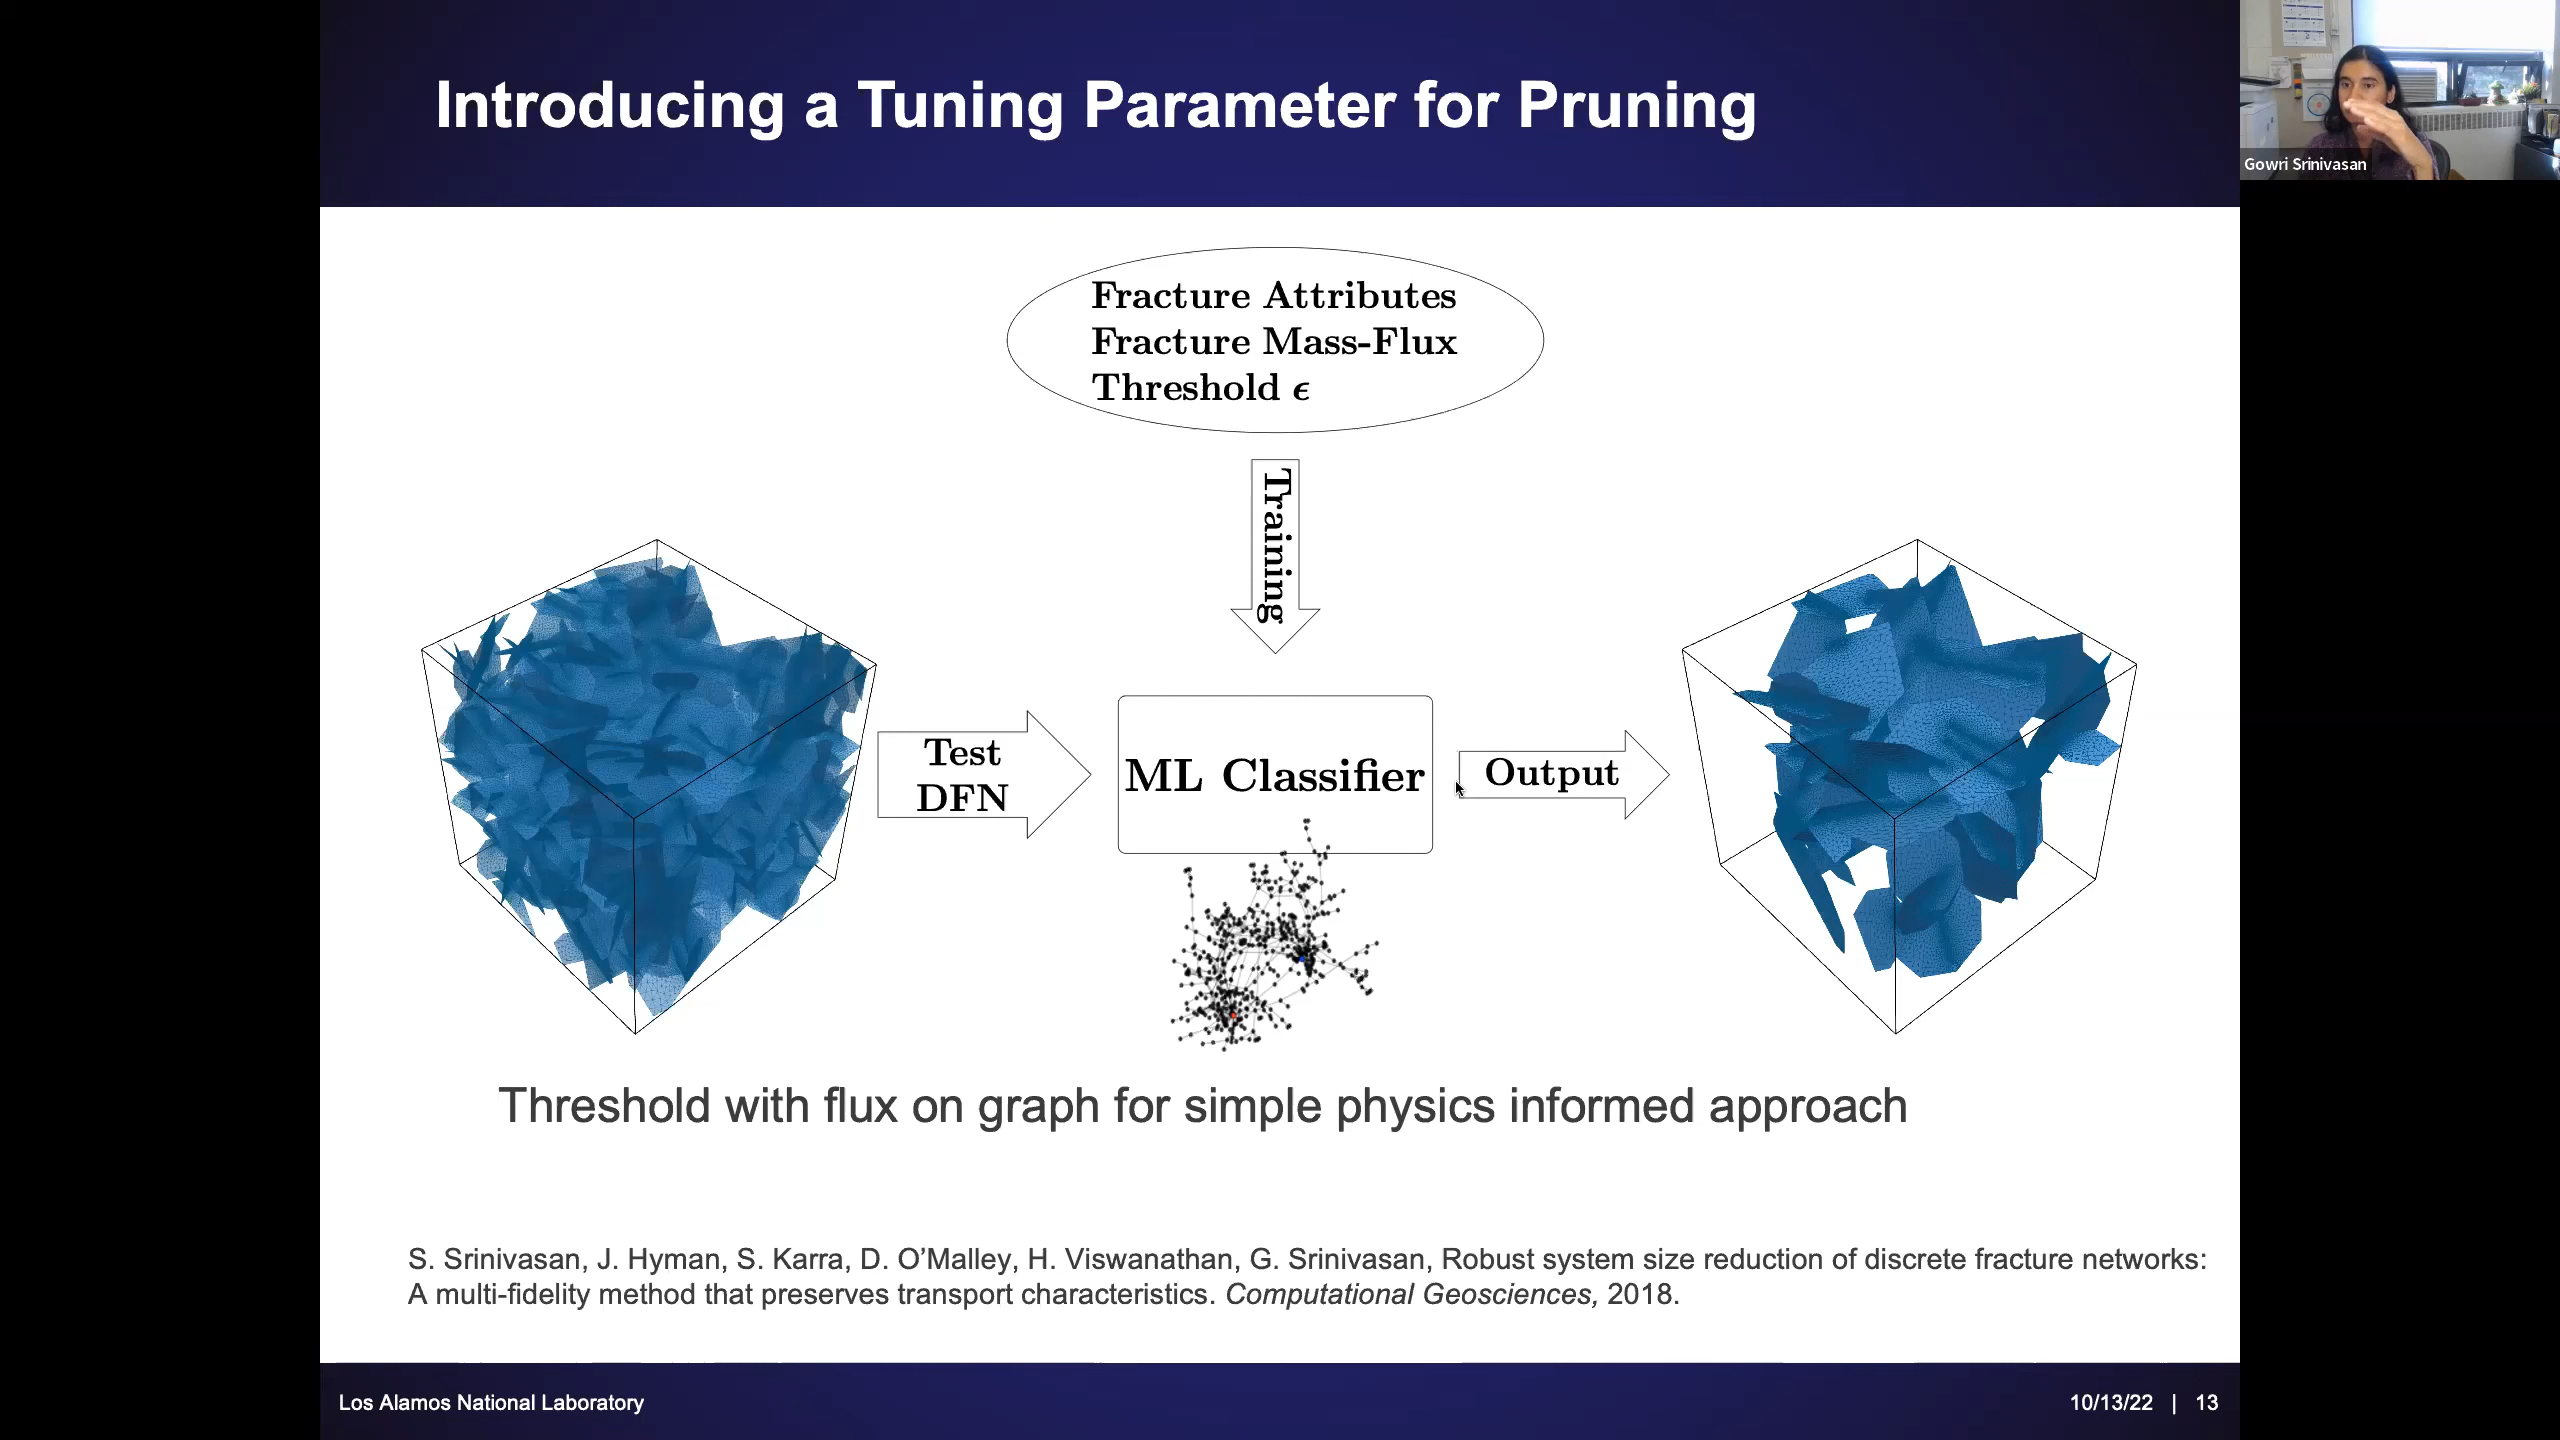 Introducing a Tuning Parameter for Pruning
Gowri Srinivasan
Fracture Attributes
Fracture Mass-Flux
Threshold ϵ
Training
Test
DFN
ML Classifier
Output
Threshold with flux on graph for simple physics informed approach
S. Srinivasan, J. Hyman, S. Karra, D. O’Malley, H. Viswanathan, G. Srinivasan, Robust system size reduction of discrete fracture networks:
A multi-fidelity method that preserves transport characteristics. Computational Geosciences, 2018.
Los Alamos National Laboratory
10/13/22 | 13